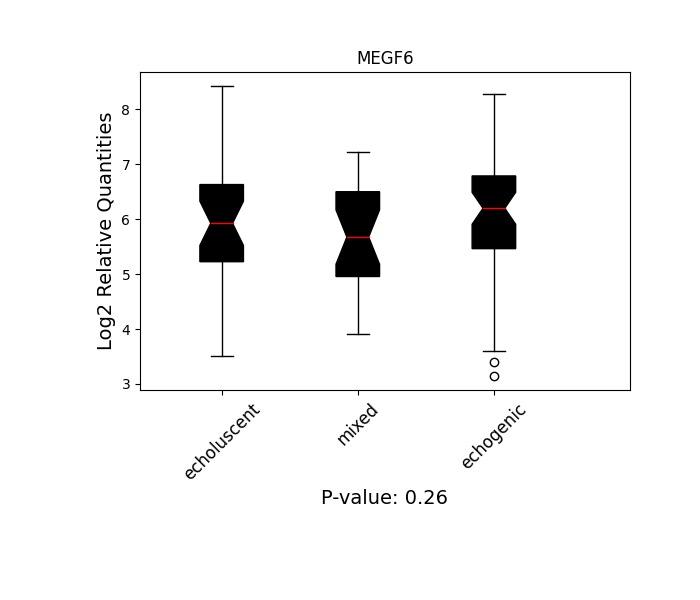 MEGF6
Log2 Relative Quantities
8
7
6
5
4
3
echoluscent
mixed
echogenic
P-value: 0.26